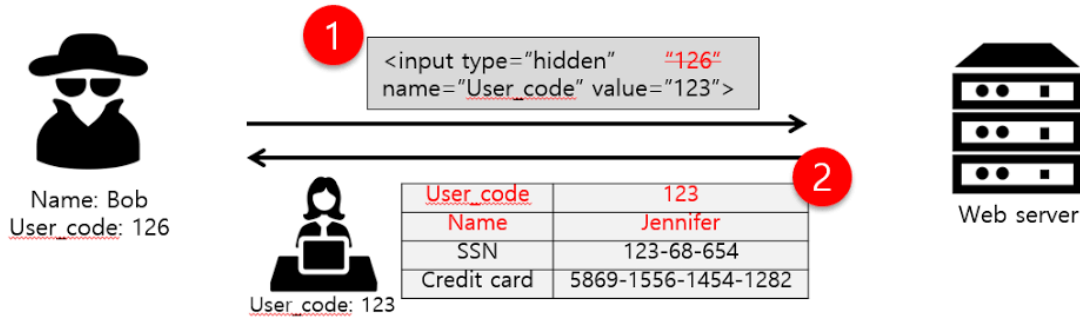 1
<input type="hidden" "126"
name="User_code" value="123">
2
Name: Bob
User_code: 126
User_code 123
Name Jennifer
SSN 123-68-654
Credit card 5869-1556-1454-1282
User_code: 123
Web server